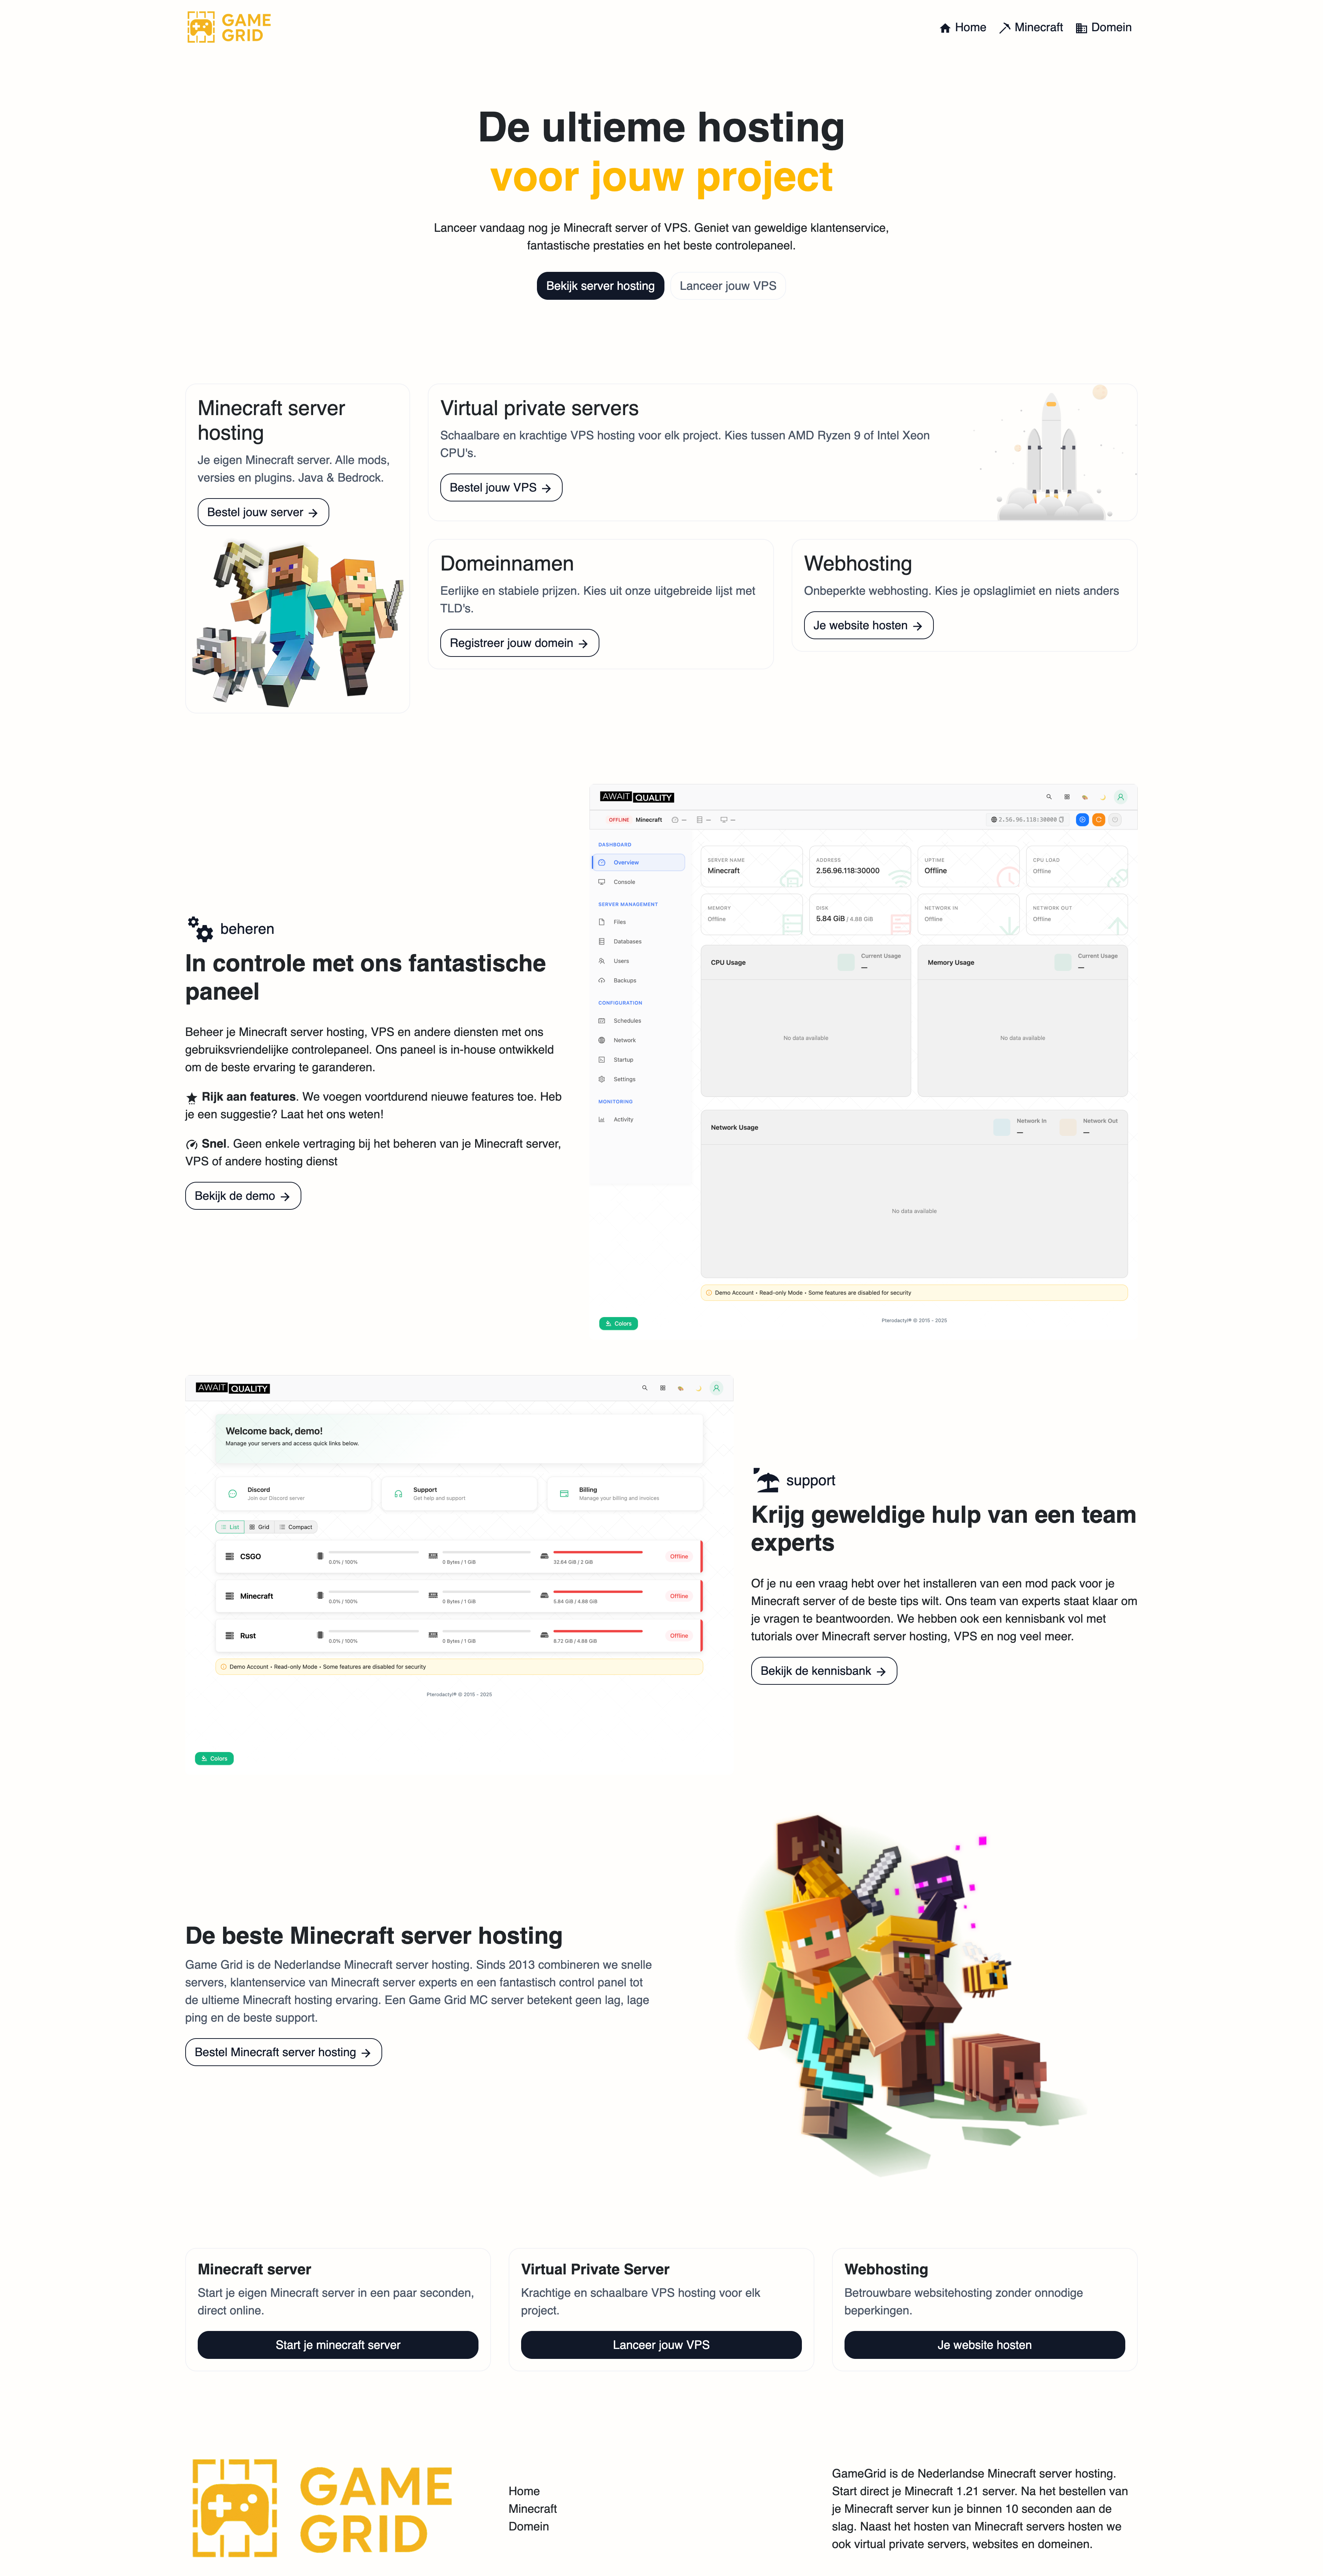 GAME
GRID
Home
Minecraft
Domein
De ultieme hosting
voor jouw project
Lanceer vandaag nog je Minecraft server of VPS. Geniet van geweldige klantenservice,
fantastische prestaties en het beste controlepaneel.
Bekijk server hosting
Lanceer jouw VPS
Minecraft server
hosting
Je eigen Minecraft server. Alle mods,
versies en plugins. Java & Bedrock.
Bestel jouw server →
Virtual private servers
Schaalbare en krachtige VPS hosting voor elk project. Kies tussen AMD Ryzen 9 of Intel Xeon
CPU's.
Bestel jouw VPS →
Domeinnamen
Eerlijke en stabiele prijzen. Kies uit onze uitgebreide lijst met
TLD's.
Registreer jouw domein →
Webhosting
Onbeperkte webhosting. Kies je opslaglimiet en niets anders
Je website hosten →
beheren
In controle met ons fantastische
paneel
Beheer je Minecraft server hosting, VPS en andere diensten met ons
gebruiksvriendelijke controlepaneel. Ons paneel is in-house ontwikkeld
om de beste ervaring te garanderen.
Rijk aan features. We voegen voortdurend nieuwe features toe. Heb
je een suggestie? Laat het ons weten!
Snel. Geen enkele vertraging bij het beheren van je Minecraft server,
VPS of andere hosting dienst
Bekijk de demo →
AWAIT QUALITY
OFFLINE Minecraft — — —
2.56.96.118:30000
DASHBOARD
Overview
Console
SERVER MANAGEMENT
Files
Databases
Users
Backups
CONFIGURATION
Schedules
Network
Startup
Settings
MONITORING
Activity
SERVER NAME
Minecraft
ADDRESS
2.56.96.118:30000
UPTIME
Offline
CPU LOAD
Offline
MEMORY
Offline
DISK
5.84 GiB / 4.88 GiB
NETWORK IN
Offline
NETWORK OUT
Offline
CPU Usage
Current Usage
—
No data available
Memory Usage
Current Usage
—
No data available
Network Usage
Network In
—
Network Out
—
No data available
Demo Account • Read-only Mode • Some features are disabled for security
Pterodactyl® © 2015 - 2025
Colors
AWAIT QUALITY
Welcome back, demo!
Manage your servers and access quick links below.
Discord
Join our Discord server
Support
Get help and support
Billing
Manage your billing and invoices
List
Grid
Compact
CSGO
0.0% / 100%
0 Bytes / 1 GiB
32.64 GiB / 2 GiB
Offline
Minecraft
0.0% / 100%
0 Bytes / 1 GiB
5.84 GiB / 4.88 GiB
Offline
Rust
0.0% / 100%
0 Bytes / 1 GiB
8.72 GiB / 4.88 GiB
Offline
Demo Account • Read-only Mode • Some features are disabled for security
Pterodactyl® © 2015 - 2025
Colors
support
Krijg geweldige hulp van een team
experts
Of je nu een vraag hebt over het installeren van een mod pack voor je
Minecraft server of de beste tips wilt. Ons team van experts staat klaar om
je vragen te beantwoorden. We hebben ook een kennisbank vol met
tutorials over Minecraft server hosting, VPS en nog veel meer.
Bekijk de kennisbank →
De beste Minecraft server hosting
Game Grid is de Nederlandse Minecraft server hosting. Sinds 2013 combineren we snelle
servers, klantenservice van Minecraft server experts en een fantastisch control panel tot
de ultieme Minecraft hosting ervaring. Een Game Grid MC server betekent geen lag, lage
ping en de beste support.
Bestel Minecraft server hosting →
Minecraft server
Start je eigen Minecraft server in een paar seconden,
direct online.
Start je minecraft server
Virtual Private Server
Krachtige en schaalbare VPS hosting voor elk
project.
Lanceer jouw VPS
Webhosting
Betrouwbare websitehosting zonder onnodige
beperkingen.
Je website hosten
GAME
GRID
Home
Minecraft
Domein
GameGrid is de Nederlandse Minecraft server hosting.
Start direct je Minecraft 1.21 server. Na het bestellen van
je Minecraft server kun je binnen 10 seconden aan de
slag. Naast het hosten van Minecraft servers hosten we
ook virtual private servers, websites en domeinen.